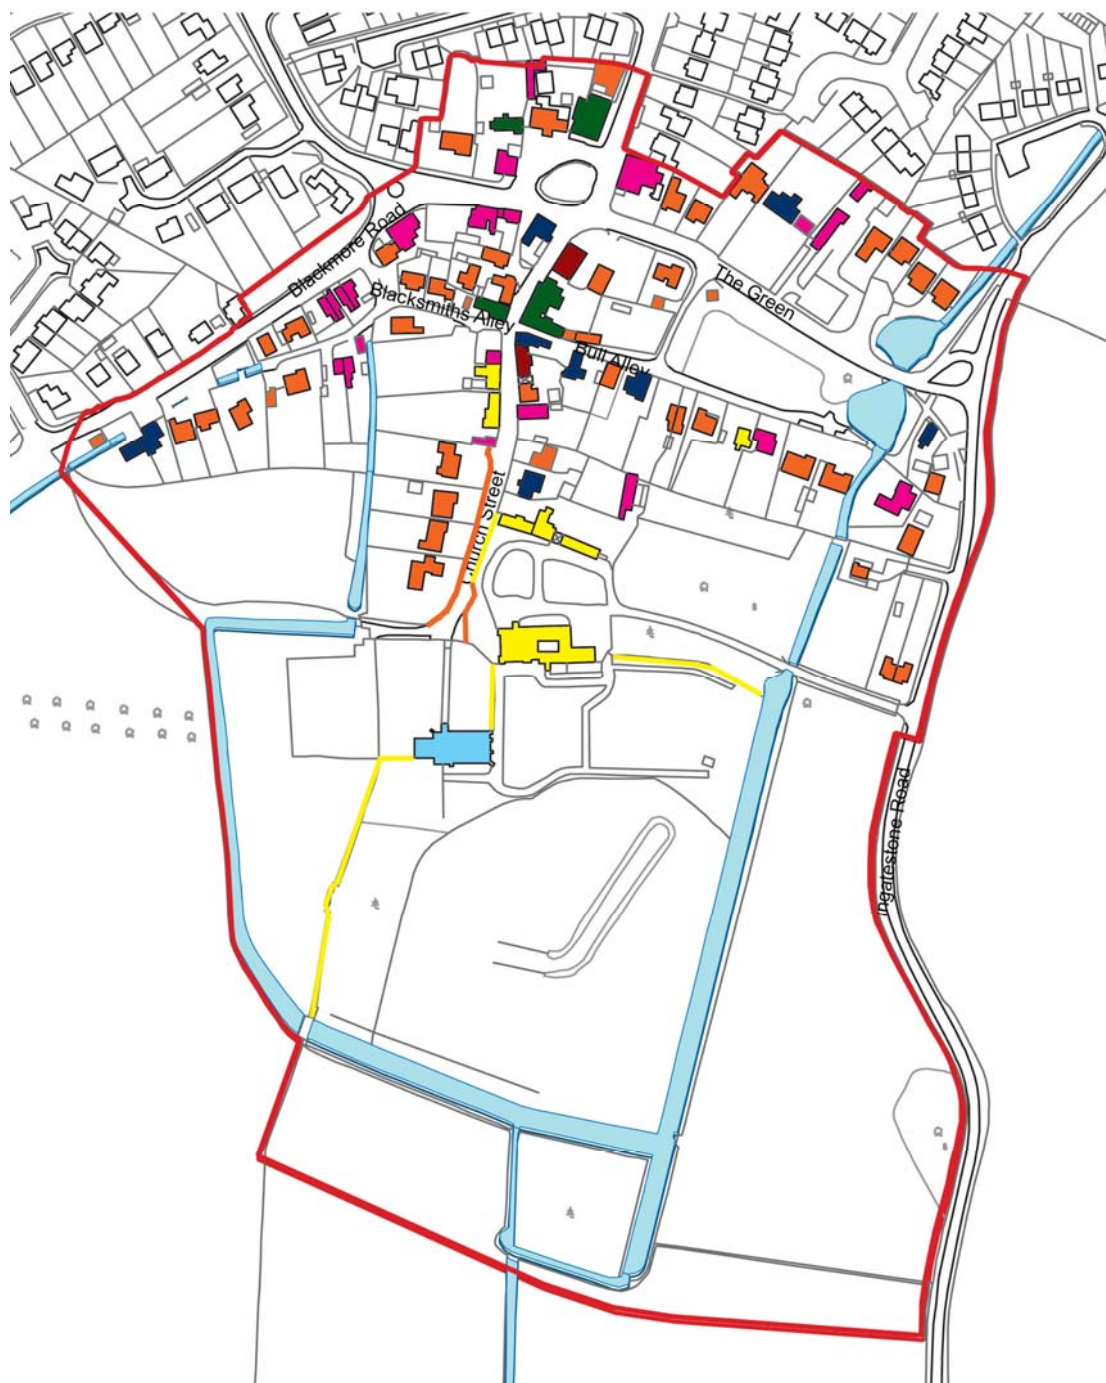 Blackmore Road
Blacksmiths Alley
The Green
Bull Alley
Church Street
Ingatestone Road